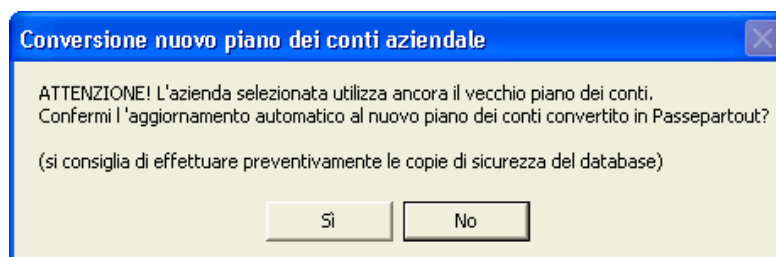 Conversione nuovo piano dei conti aziendale
ATTENZIONE! L'azienda selezionata utilizza ancora il vecchio piano dei conti.
Confermi l'aggiornamento automatico al nuovo piano dei conti convertito in Passepartout?
(si consiglia di effettuare preventivamente le copie di sicurezza del database)
Sì
No